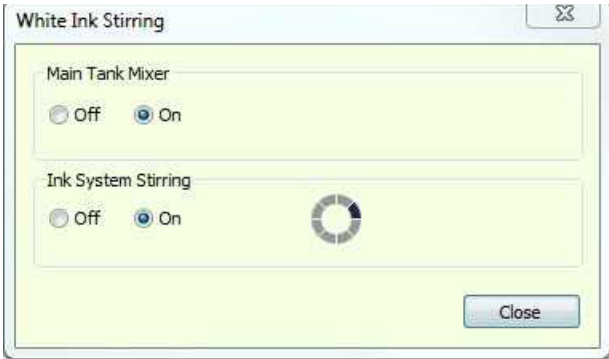 White Ink Stirring
Main Tank Mixer
Off On
Ink System Stirring
Off On
Close